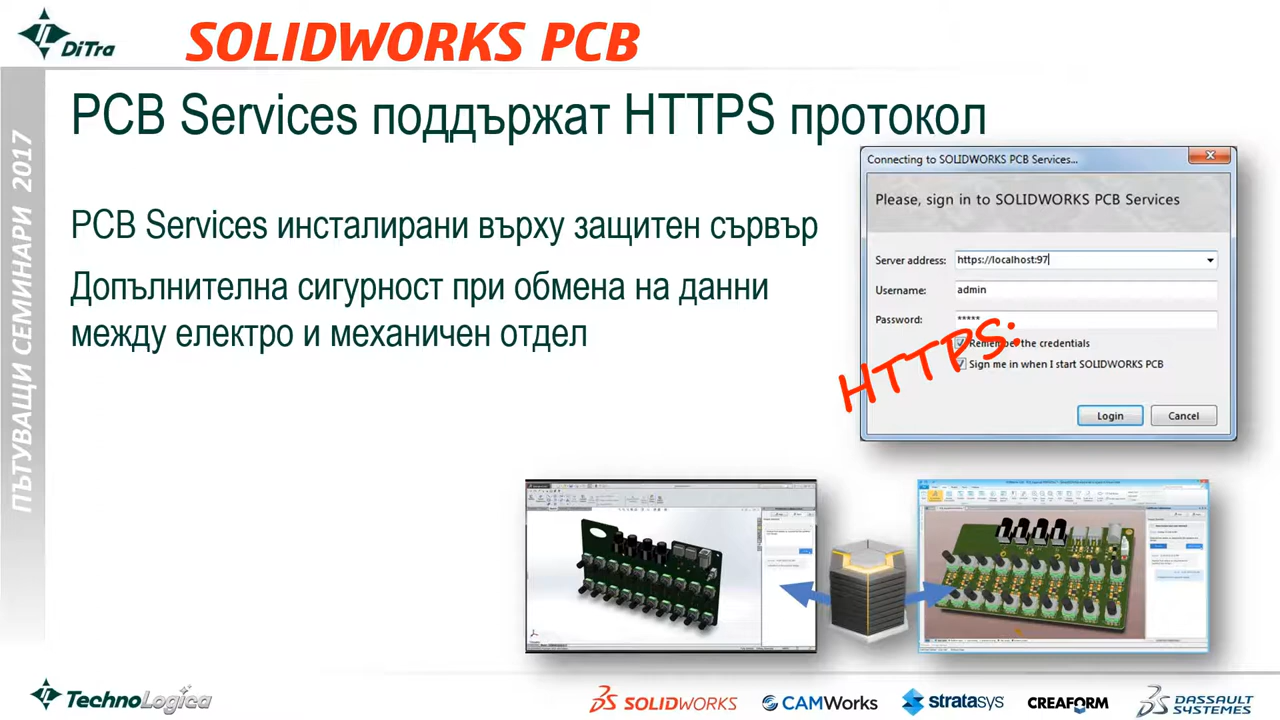 DiTra
SOLIDWORKS PCB
PCB Services поддържат HTTPS протокол
ПЪТУВАЩИ СЕМИНАРИ 2017
PCB Services инсталирани върху защитен сървър
Допълнителна сигурност при обмена на данни
между електро и механичен отдел
Connecting to SOLIDWORKS PCB Services...
Please, sign in to SOLIDWORKS PCB Services
Server address: https://localhost:97
Username: admin
Password: *****
Remember the credentials
Sign me in when I start SOLIDWORKS PCB
HTTPS:
Login Cancel
TechnoLogica
SOLIDWORKS CAMWorks stratasys CREAFORM DASSAULT SYSTEMES